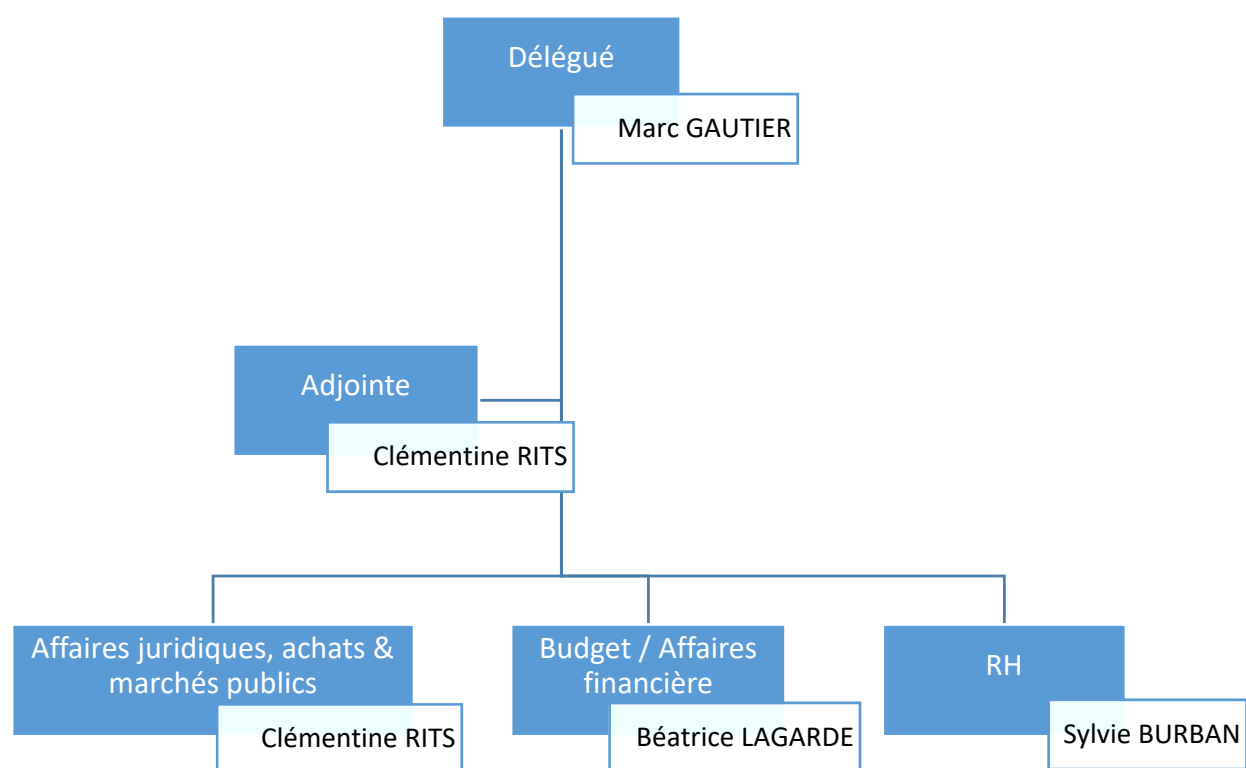 Délégué
Marc GAUTIER
Adjointe
Clémentine RITS
Affaires juridiques, achats &
marchés publics
Clémentine RITS
Budget / Affaires
financière
Béatrice LAGARDE
RH
Sylvie BURBAN